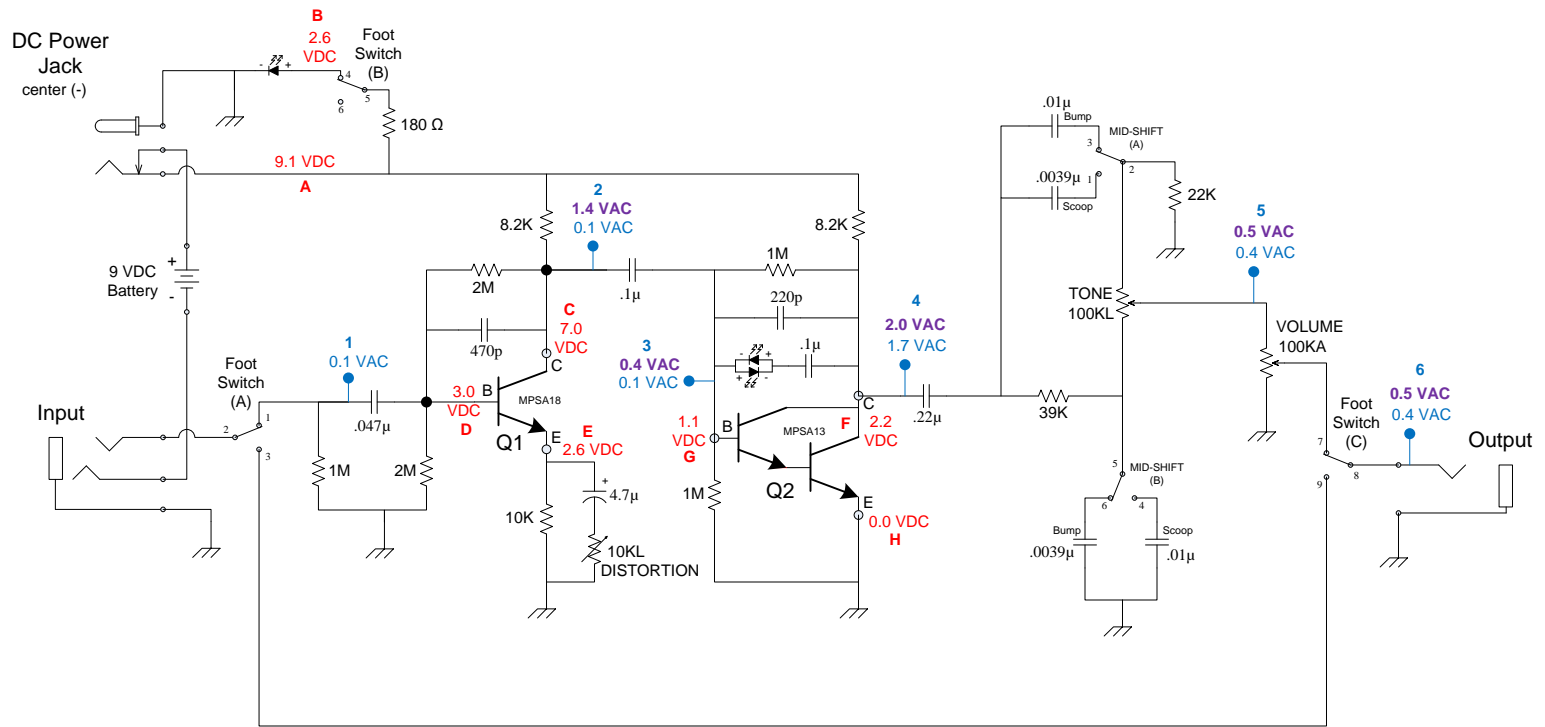 B
2.6
VDC
Foot
Switch
(B)
DC Power
Jack
center (-)
-
+
4
5
6
180 Ω
9.1 VDC
A
+
9 VDC
Battery
-
Input
Foot
Switch
(A)
1
2
3
1
0.1 VAC
1M
.047µ
2M
2M
470p
8.2K
2
1.4 VAC
0.1 VAC
C
7.0
VDC
C
3.0
VDC
D
B
MPSA18
Q1
E
E
2.6 VDC
+
4.7µ
10K
10KL
DISTORTION
.1µ
3
0.4 VAC
0.1 VAC
1M
220p
-
+
+
-
.1µ
8.2K
1.1
VDC
G
B
MPSA13
Q2
C
F
2.2
VDC
1M
E
0.0 VDC
H
4
2.0 VAC
1.7 VAC
.22µ
.01µ
Bump
MID-SHIFT
(A)
3
2
1
.0039µ
Scoop
22K
TONE
100KL
39K
5
MID-SHIFT
(B)
6
4
Bump
.0039µ
Scoop
.01µ
5
0.5 VAC
0.4 VAC
VOLUME
100KA
Foot
Switch
(C)
7
8
9
6
0.5 VAC
0.4 VAC
Output